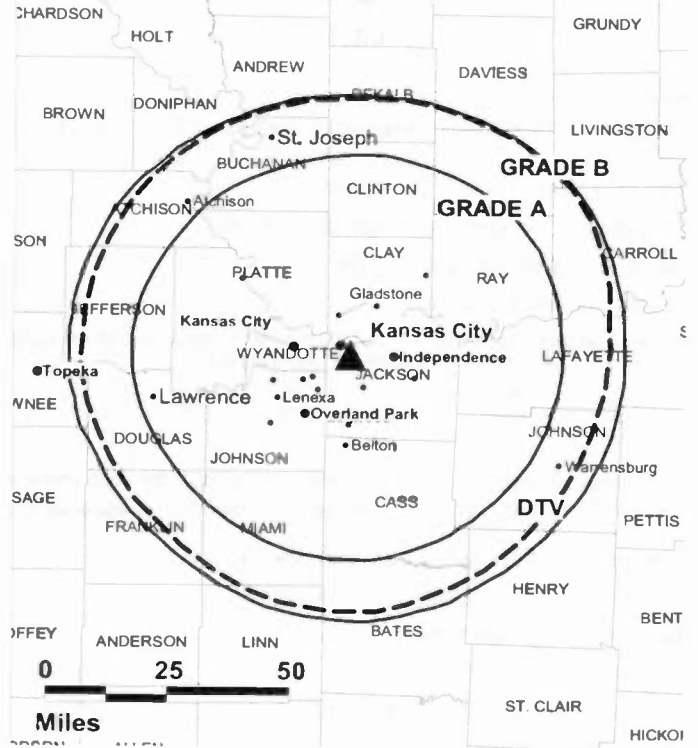 CHARDSON
HOLT
GRUNDY
ANDREW
DAVIESS
DEKALB
BROWN
DONIPHAN
LIVINGSTON
St. Joseph
BUCHANAN
GRADE B
CLINTON
TCHISON
Atchison
GRADE A
SON
CLAY
CARROLL
PLATTE
RAY
Gladstone
JEFFERSON
Kansas City
Kansas City
S
WYANDOTTE
Independence
LAFAYETTE
Topeka
JACKSON
WNEE
Lawrence
Lenexa
Overland Park
DOUGLAS
JOHNSON
Belton
JOHNSON
Warrensburg
SAGE
CASS
DTV
PETTIS
FRANKLIN
MIAMI
HENRY
BENT
OFFEY
ANDERSON
LINN
BATES
0 25 50
ST. CLAIR
Miles
HICKOI